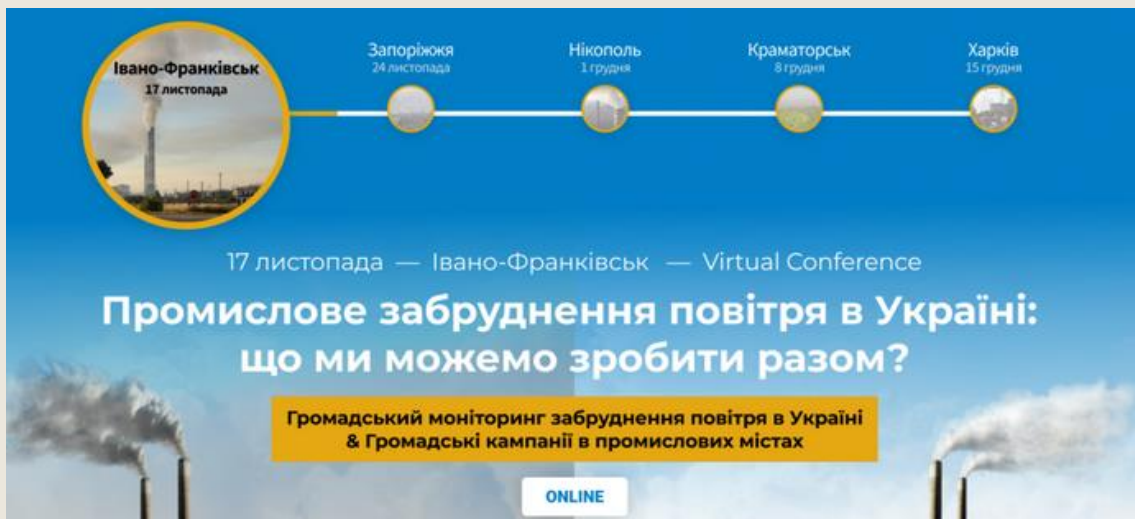 Івано-Франківськ
17 листопада
Запоріжжя
24 листопада
Нікополь
1 грудня
Краматорськ
8 грудня
Харків
15 грудня
17 листопада — Івано-Франківськ — Virtual Conference
Промислове забруднення повітря в Україні:
що ми можемо зробити разом?
Громадський моніторинг забруднення повітря в Україні
& Громадські кампанії в промислових містах
ONLINE